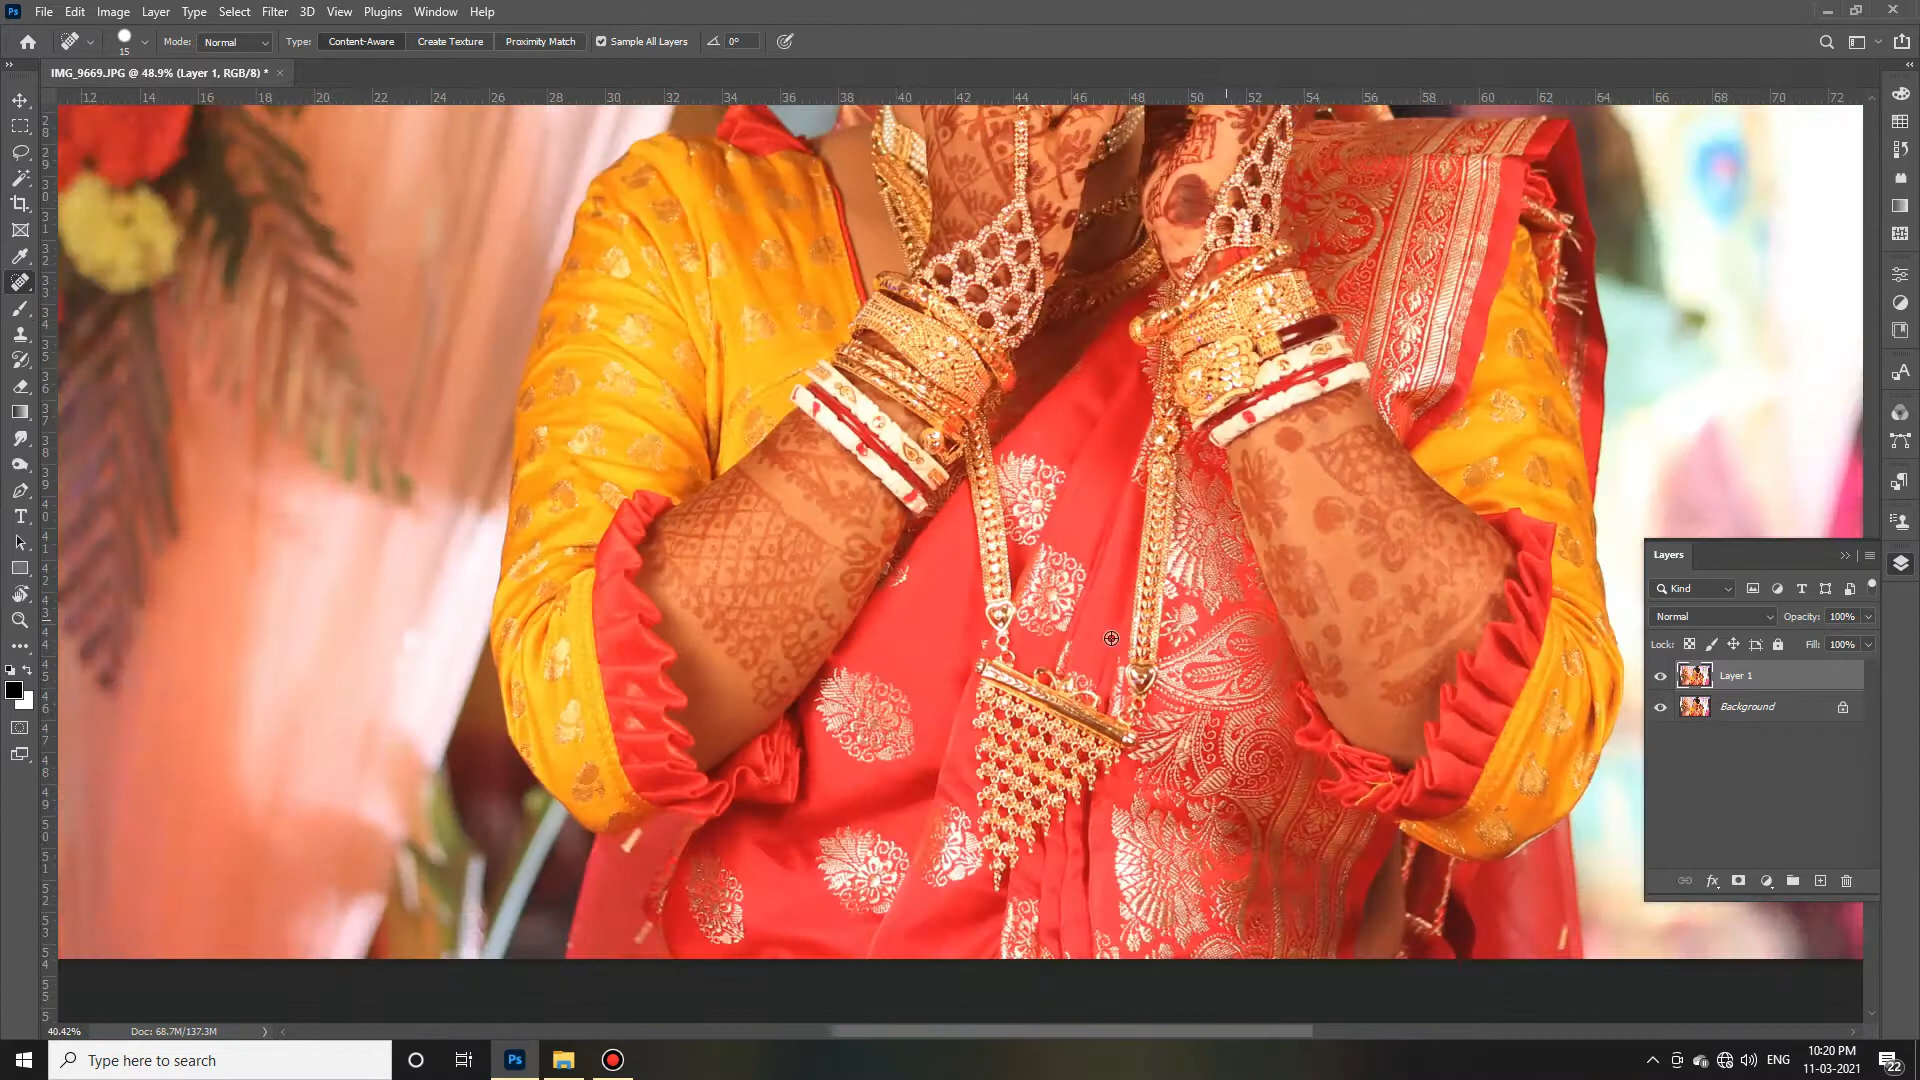 Ps File Edit Image Layer Type Select Filter 3D View Plugins Window Help
15 Mode: Normal Type: Content-Aware Create Texture Proximity Match Sample All Layers 0°
IMG_9669.JPG @ 48.9% (Layer 1, RGB/8) * ×
12 14 16 18 20 22 24 26 28 30 32 34 36 38 40 42 44 46 48 50 52 54 56 58 60 62 64 66 68 70 72
Layers
Kind
Normal Opacity: 100%
Lock: Fill: 100%
Layer 1
Background
fx
40.42% Doc: 68.7M/137.3M
Type here to search
Ps
ENG
10:20 PM
11-03-2021
22